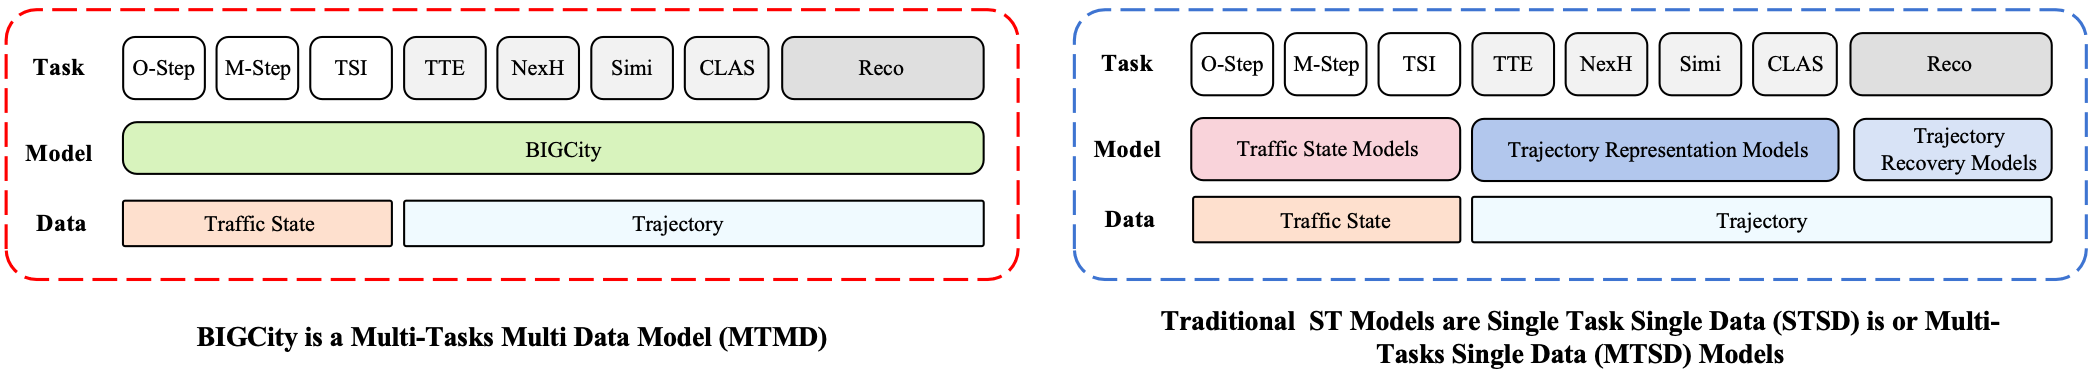 Task O-Step M-Step TSI TTE NexH Simi CLAS Reco
Model BIGCity
Data Traffic State Trajectory
BIGCity is a Multi-Tasks Multi Data Model (MTMD)
Task O-Step M-Step TSI TTE NexH Simi CLAS Reco
Model Traffic State Models Trajectory Representation Models Trajectory
Recovery Models
Data Traffic State Trajectory
Traditional ST Models are Single Task Single Data (STSD) is or Multi-
Tasks Single Data (MTSD) Models